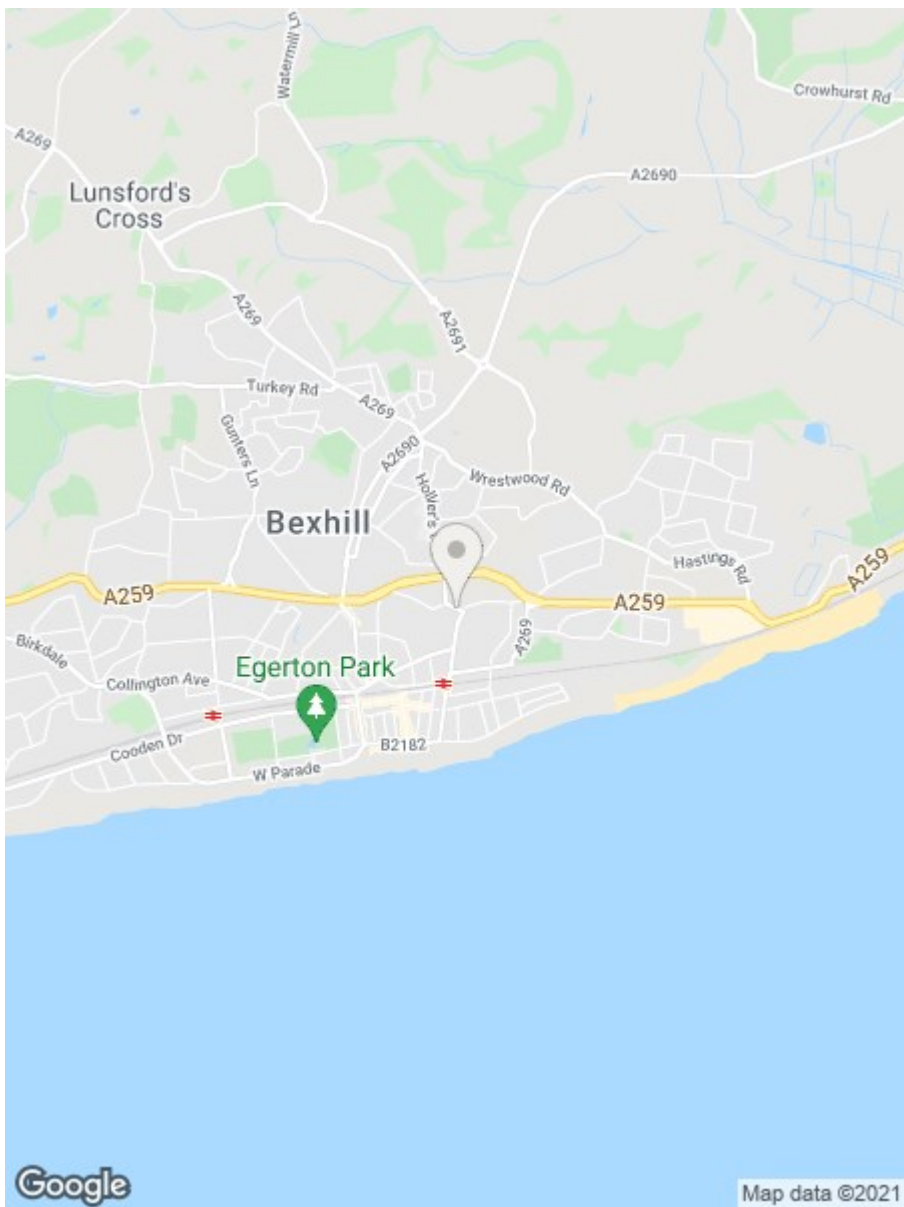 Watermill Ln
Crowhurst Rd
A269
A2690
Lunsford's
Cross
A269
A2691
Turkey Rd
A269
Gunters Ln
A2690
Wrestwood Rd
Bexhill
Hastings Rd
A259
A259
A259
Birkdale
A269
Egerton Park
Collington Ave
Cooden Dr
B2182
W Parade
Google
Map data ©2021